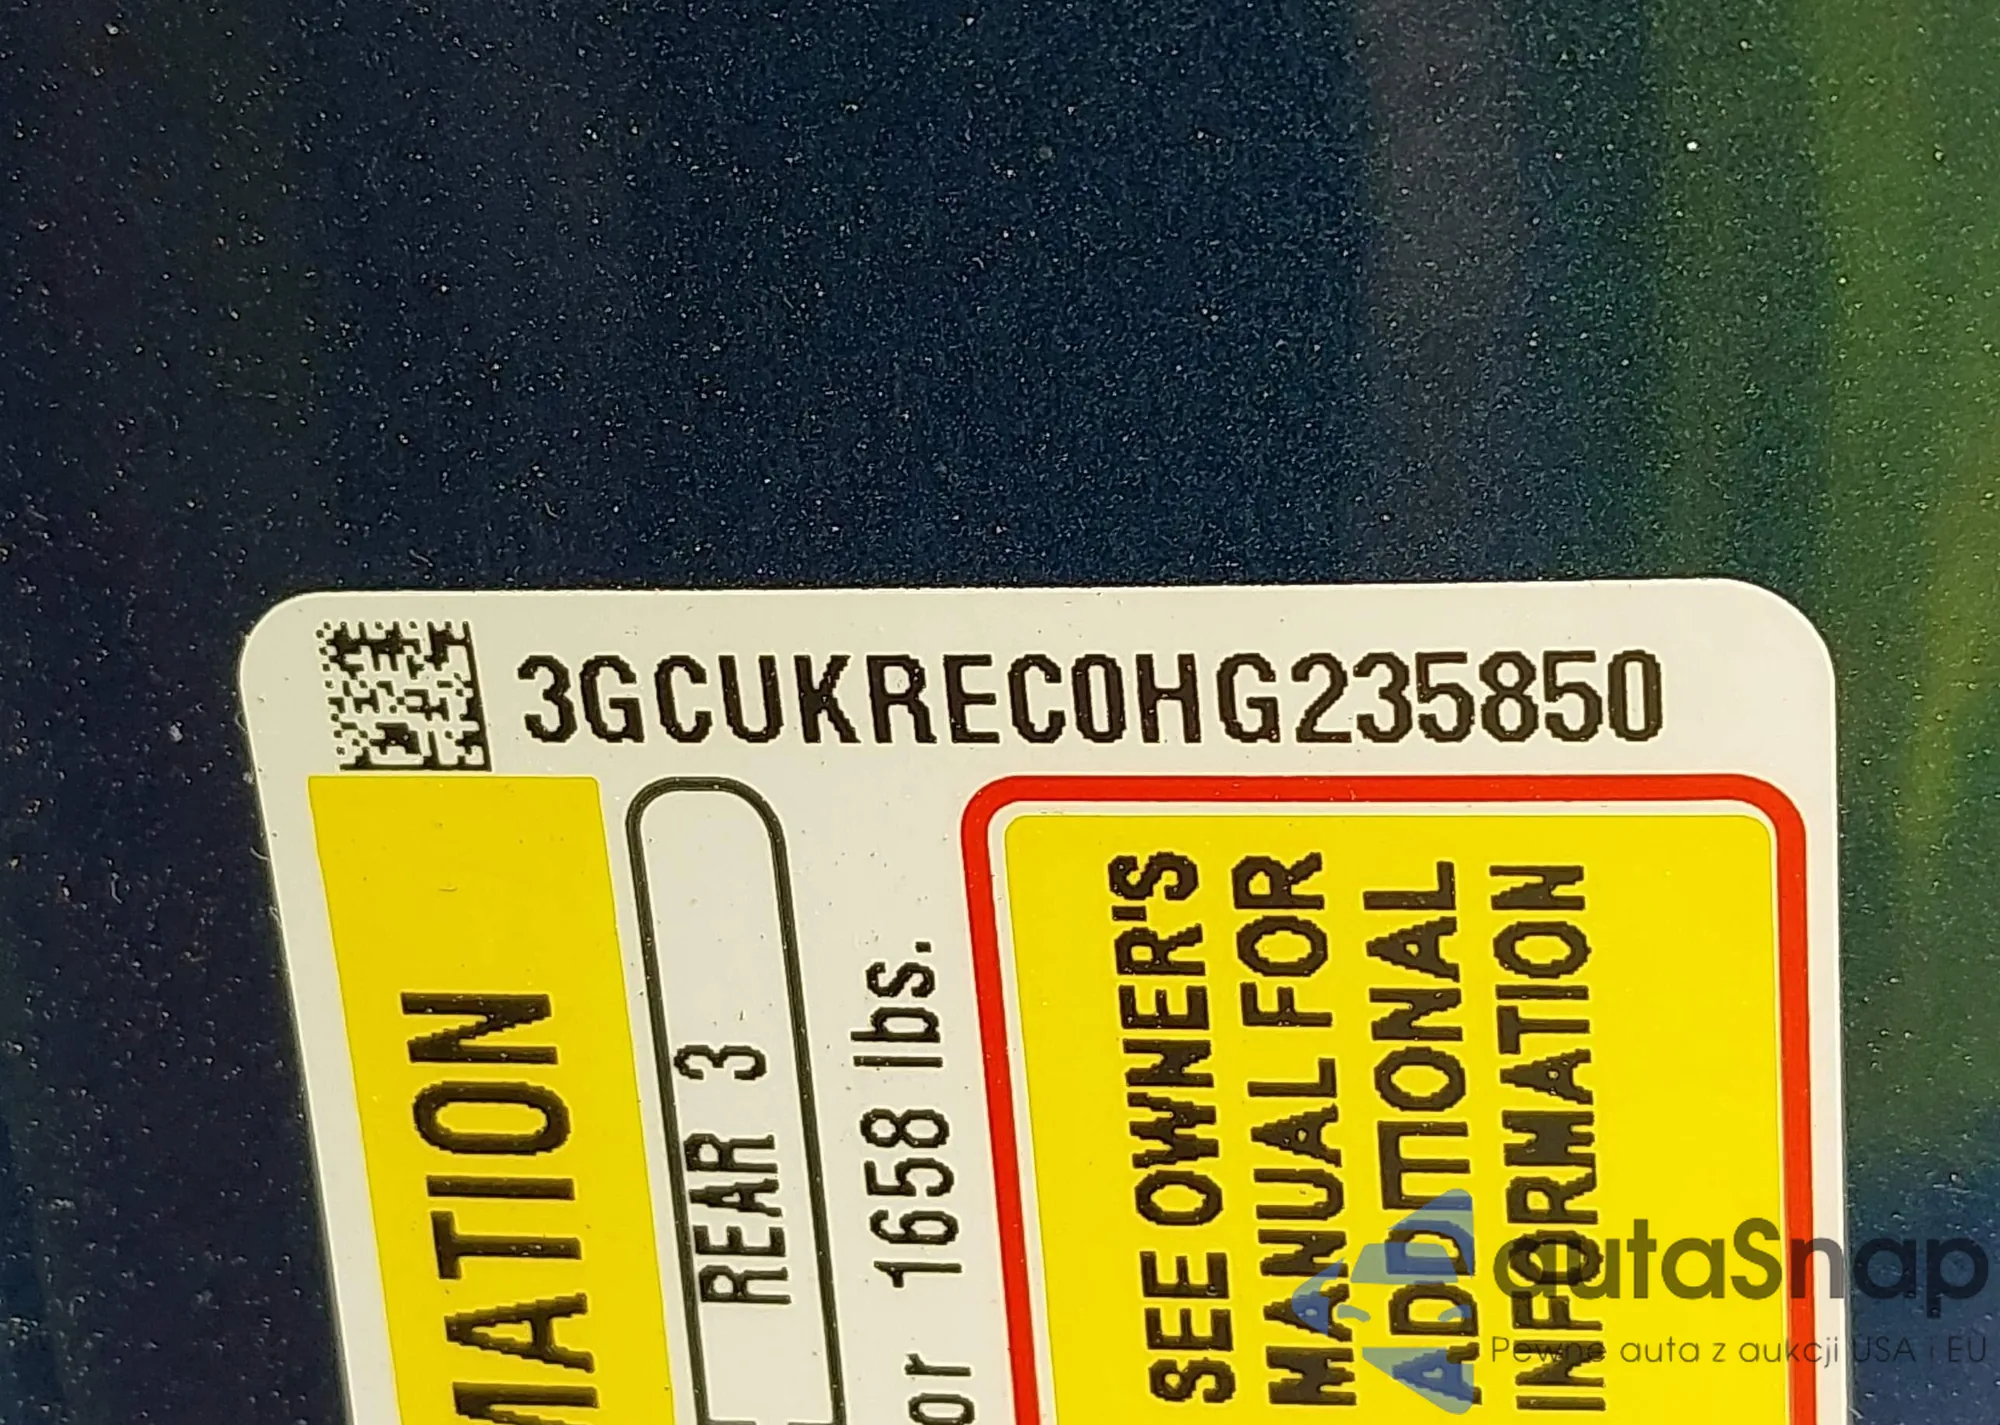 3GCUKREC0HG235850
MATION
REAR 3
or 1658 lbs.
SEE OWNER'S
MANUAL FOR
ADDITIONAL
INFORMATION
autaSnap
Pewne auta z aukcji USA i EU